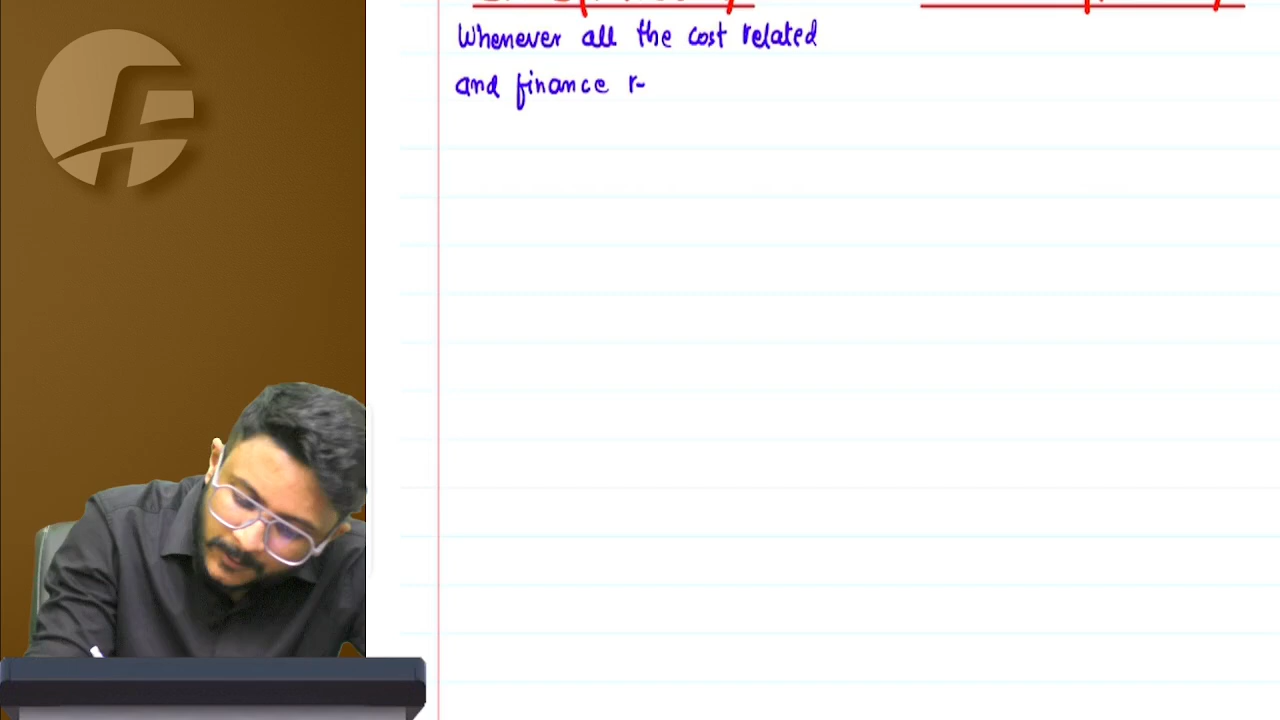 Whenever all the cost related
and finance r-